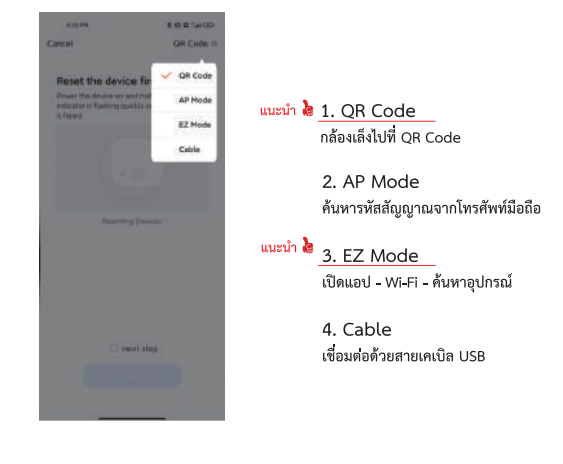 Cancel
QR Code
Reset the device fir
Power the device on and
indicator is flashing quickly
is heard
QR Code
AP Mode
EZ Mode
Cable
Resetting Devices
next step
แนะนำ 1. QR Code
กล้องเล็งไปที่ QR Code
2. AP Mode
ค้นหารหัสสัญญาณจากโทรศัพท์มือถือ
แนะนำ 3. EZ Mode
เปิดแอป - Wi-Fi - ค้นหาอุปกรณ์
4. Cable
เชื่อมต่อด้วยสายเคเบิล USB